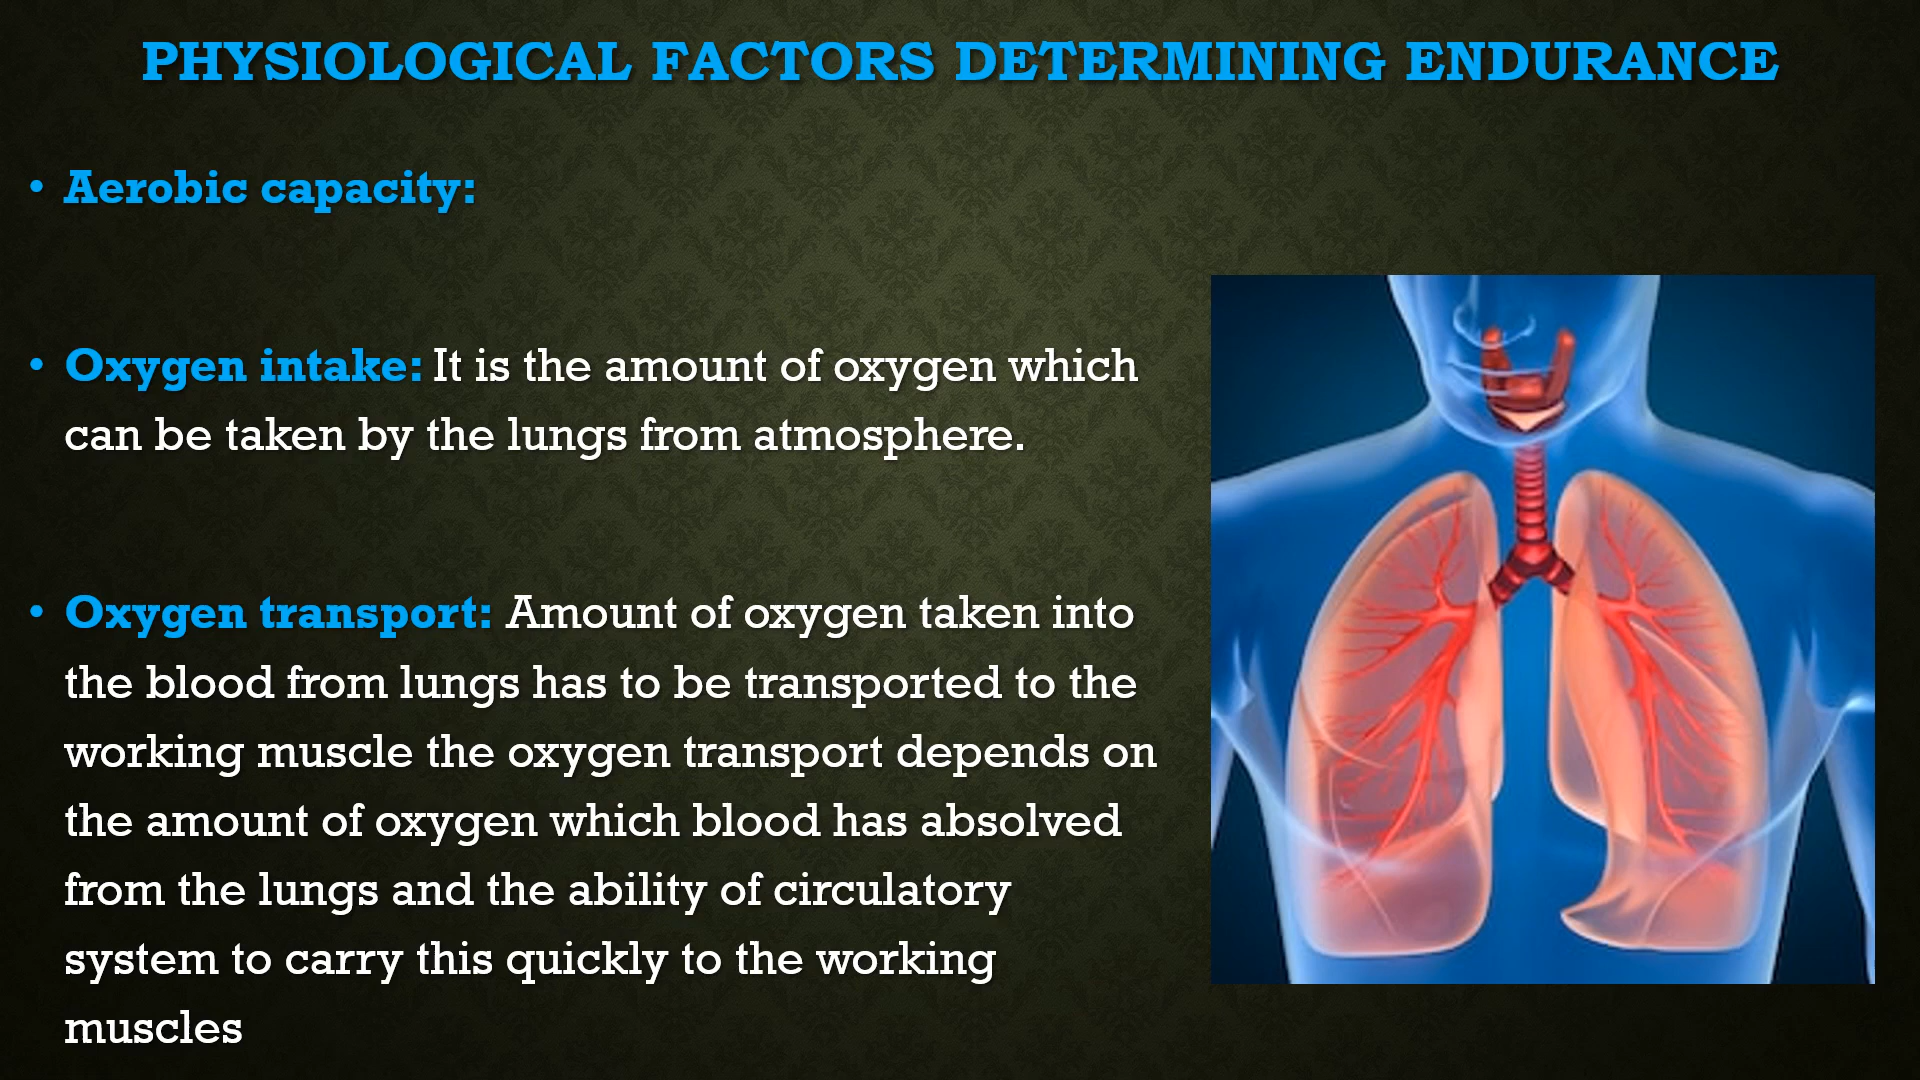 PHYSIOLOGICAL FACTORS DETERMINING ENDURANCE
• Aerobic capacity:
• Oxygen intake: It is the amount of oxygen which
can be taken by the lungs from atmosphere.
• Oxygen transport: Amount of oxygen taken into
the blood from lungs has to be transported to the
working muscle the oxygen transport depends on
the amount of oxygen which blood has absolved
from the lungs and the ability of circulatory
system to carry this quickly to the working
muscles